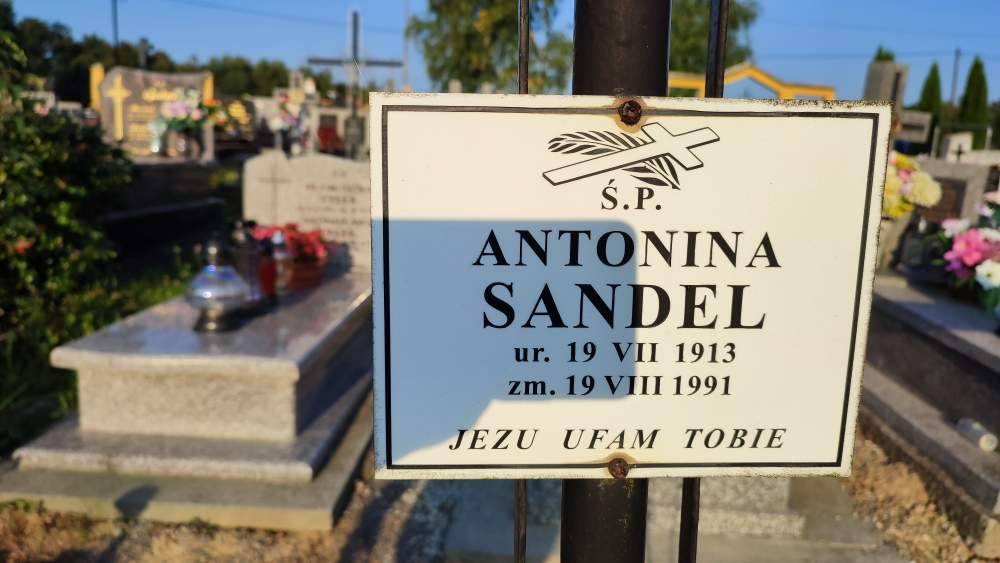 Ś.P.
ANTONINA
SANDEL
ur. 19 VII 1913
zm. 19 VIII 1991
JEZU UFAM TOBIE